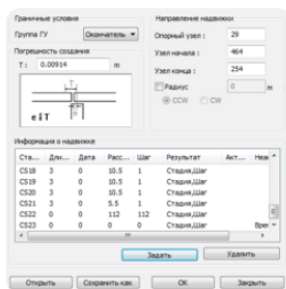 Граничные условия
Группа ГУ Окончатель
Погрешность создания
T : 0.00914 m
T
e ≦ T
Направление надвижки
Опорный узел : 29
Узел начала : 464
Узел конца : 254
Радиус 0 m
CCW CW
Информация о надвижке
Ста... Дли... Дата Расс... Шаг Результат Акт... Неак
CS18 3 0 10.5 1 Стадия,Шаг
CS19 3 0 10.5 1 Стадия,Шаг
CS20 3 0 10.5 1 Стадия,Шаг
CS21 3 0 5.5 1 Стадия,Шаг
CS22 0 0 112 112 Стадия,Шаг
CS23 0 0 0 0 Стадия,Шаг Врем
Задать Удалить
Открыть Сохранить как OK Закрыть